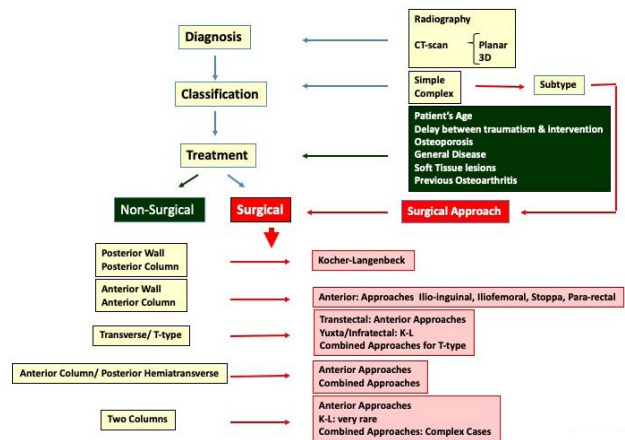 Diagnosis
Radiography
CT-scan
Planar
3D
Classification
Simple
Complex
Subtype
Treatment
Patient's Age
Delay between traumatism & intervention
Osteoporosis
General Disease
Soft Tissue lesions
Previous Osteoarthritis
Non-Surgical
Surgical
Surgical Approach
Posterior Wall
Posterior Column
Kocher-Langenbeck
Anterior Wall
Anterior Column
Anterior: Approaches Ilio-inguinal, Iliofemoral, Stoppa, Para-rectal
Transverse/ T-type
Transtectal: Anterior Approaches
Yuxta/Infratectal: K-L
Combined Approaches for T-type
Anterior Column/ Posterior Hemiatransverse
Anterior Approaches
Combined Approaches
Two Columns
Anterior Approaches
K-L: very rare
Combined Approaches: Complex Cases